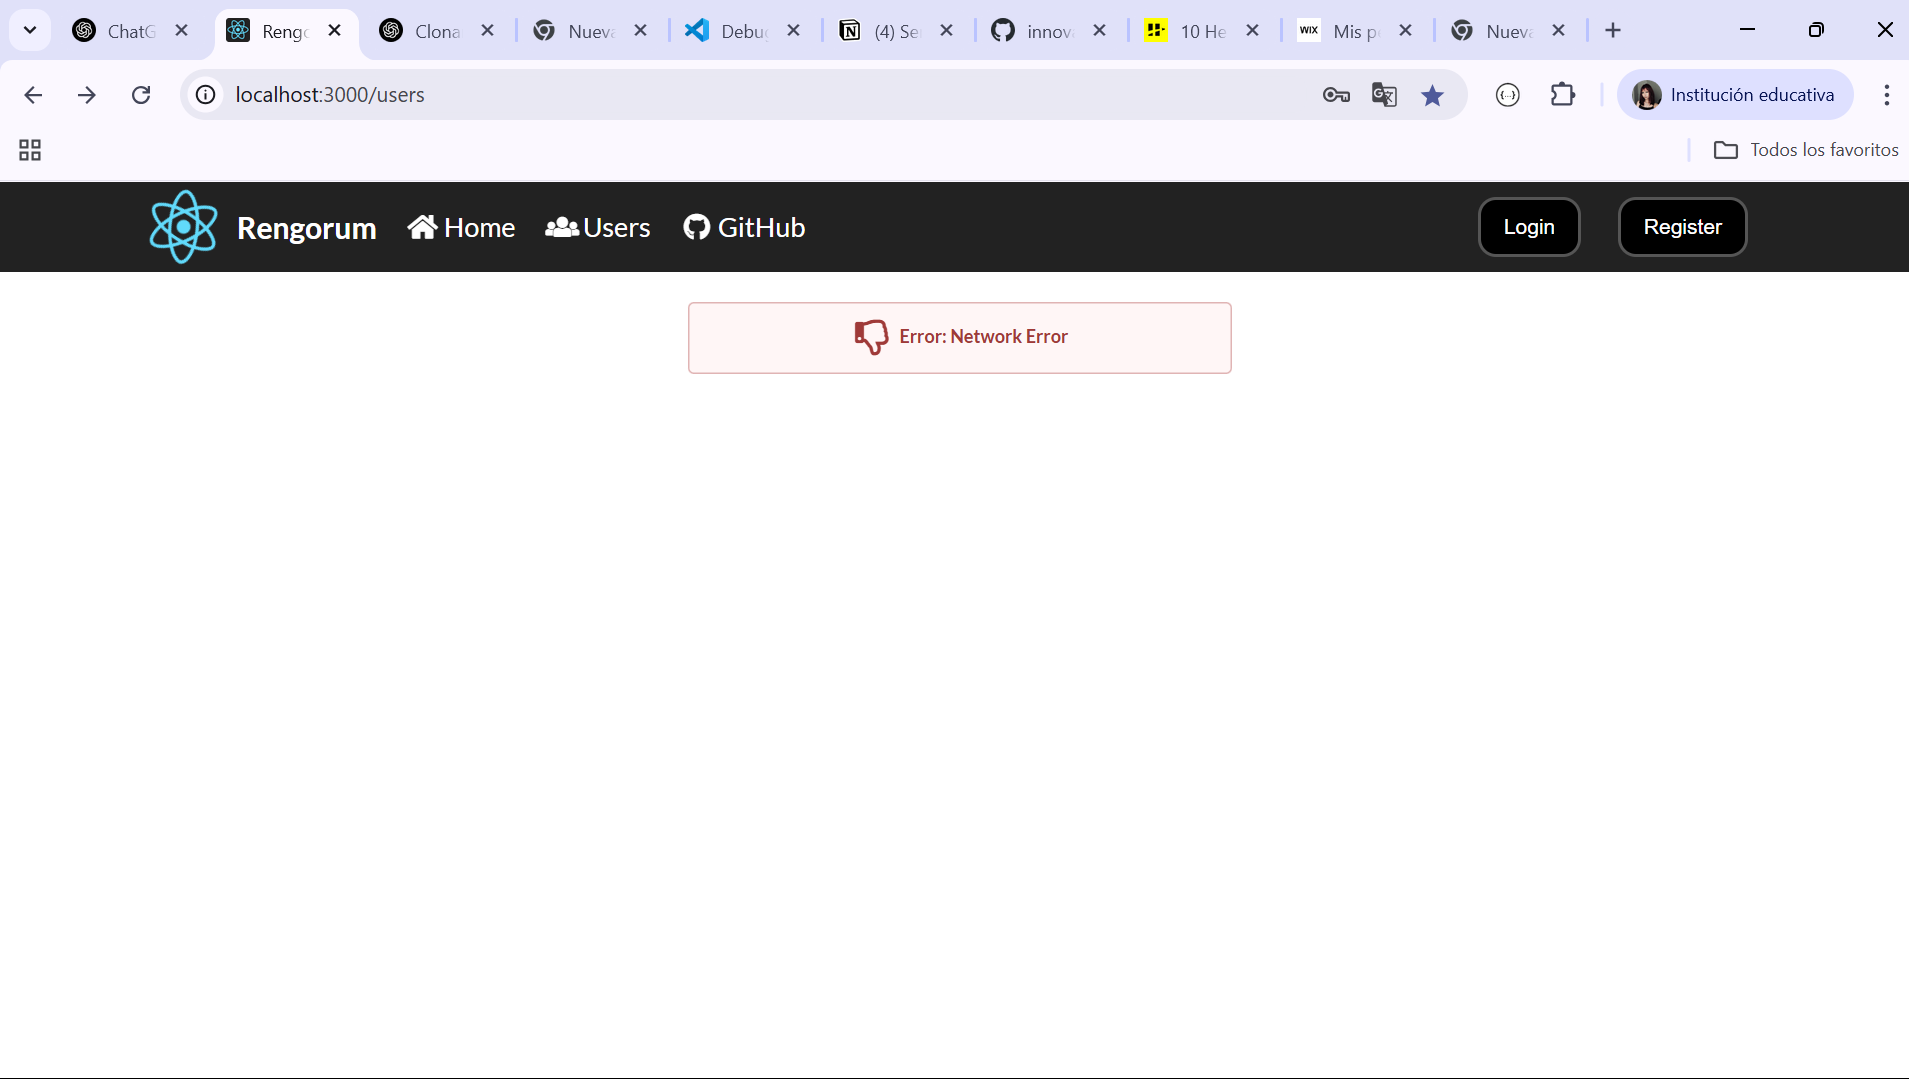 ChatG Reng Clona Nueva Debu (4) Se innov 10 He WIX Mis p Nueva
localhost:3000/users Institución educativa
Todos los favoritos
Rengorum Home Users GitHub Login Register
Error: Network Error